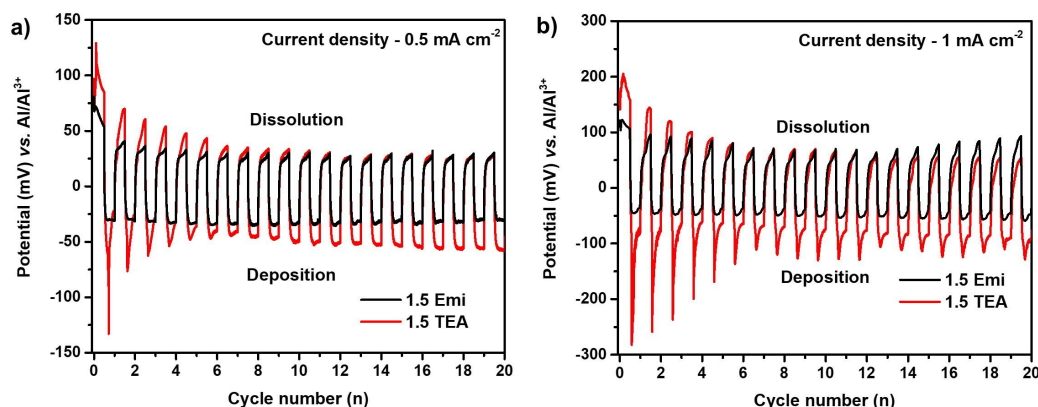 a)
Current density - 0.5 mA cm-2
150
100
50
0
-50
-100
-150
Potential (mV) vs. Al/Al3+
Dissolution
Deposition
1.5 Emi
1.5 TEA
0 2 4 6 8 10 12 14 16 18 20
Cycle number (n)
b)
Current density - 1 mA cm-2
300
200
100
0
-100
-200
-300
Potential (mV) vs. Al/Al3+
Dissolution
Deposition
1.5 Emi
1.5 TEA
0 2 4 6 8 10 12 14 16 18 20
Cycle number (n)